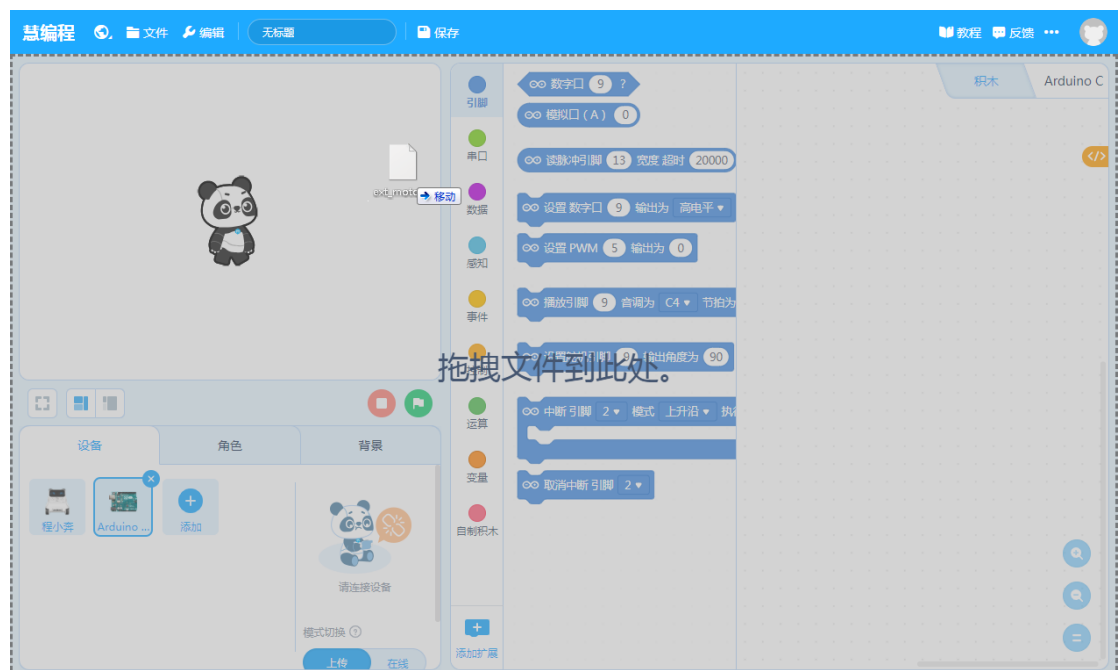 慧编程 文件 编辑 无标题 保存 教程 反馈
积木 Arduino C
引脚
串口
数据
感知
事件
运算
变量
自制积木
添加扩展
数字口 9 ?
模拟口 (A) 0
读脉冲引脚 13 宽度 超时 20000
设置 数字口 9 输出为 高电平
设置 PWM 5 输出为 0
播放引脚 9 音调为 C4 节拍为
输出角度为 90
中断 引脚 2 模式 上升沿 执
取消中断 引脚 2
</>
移动
拖拽文件到此处。
设备 角色 背景
程小奔 Arduino ... 添加
请连接设备
模式切换 ?
上传 在线